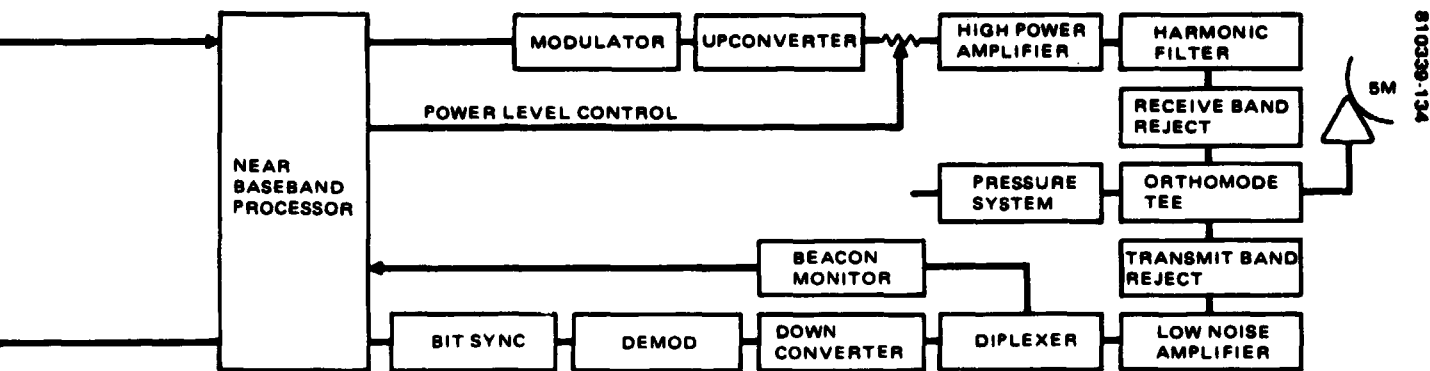 MODULATOR
UPCONVERTER
HIGH POWER
AMPLIFIER
HARMONIC
FILTER
810339-134
5M
POWER LEVEL CONTROL
RECEIVE BAND
REJECT
NEAR
BASEBAND
PROCESSOR
PRESSURE
SYSTEM
ORTHOMODE
TEE
BEACON
MONITOR
TRANSMIT BAND
REJECT
BIT SYNC
DEMOD
DOWN
CONVERTER
DIPLEXER
LOW NOISE
AMPLIFIER